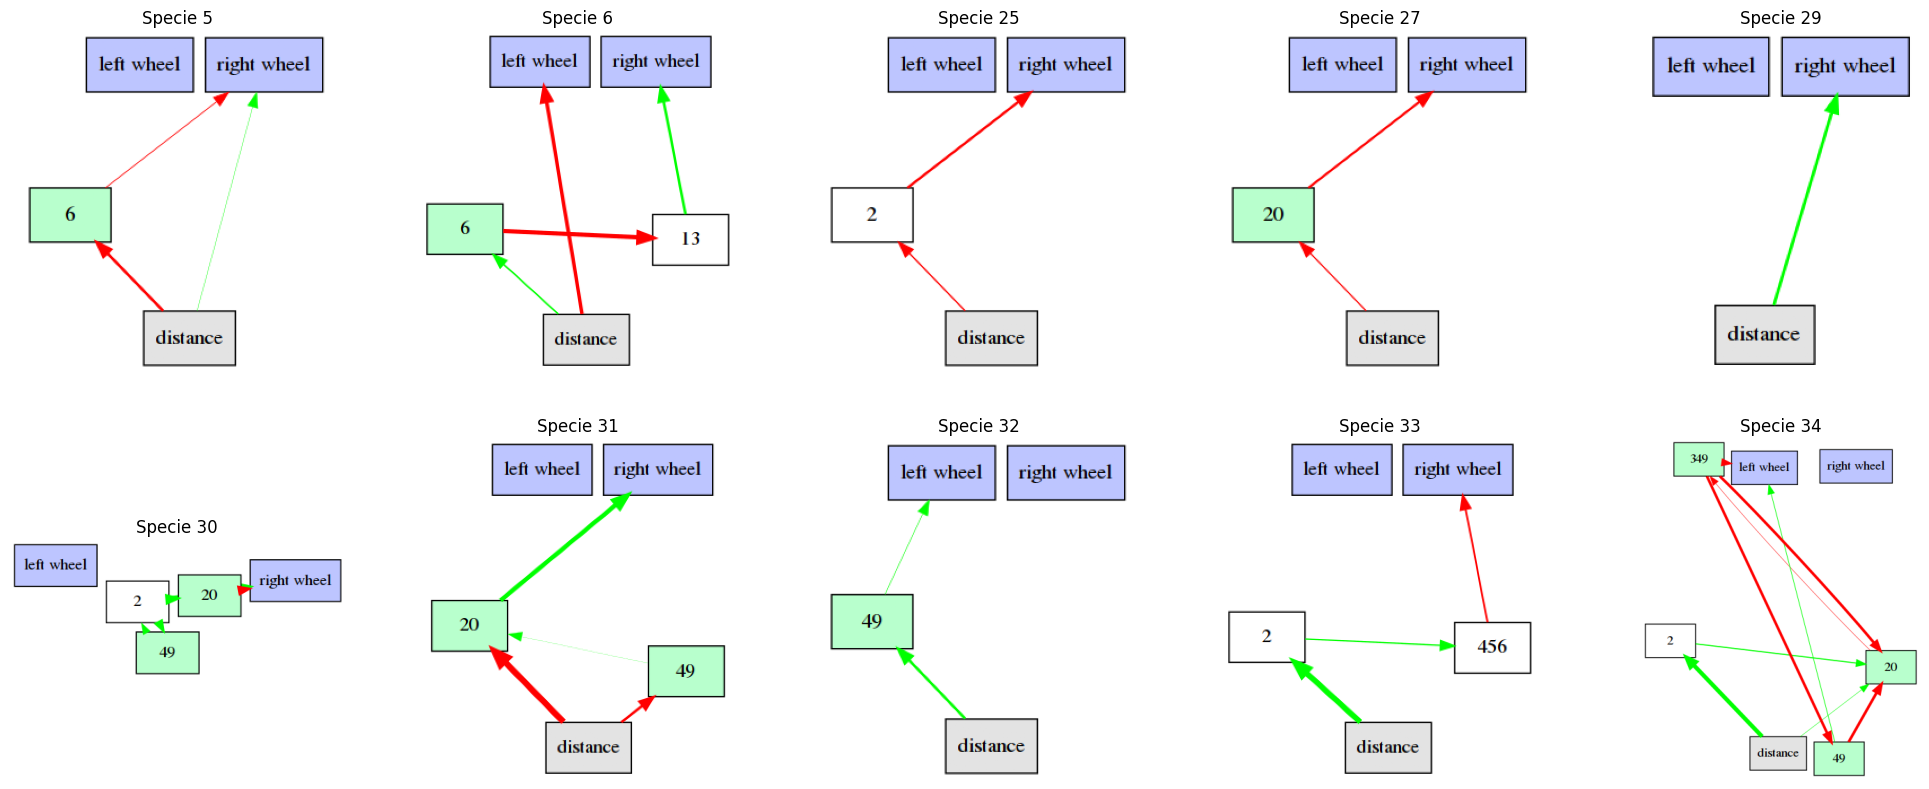 Specie 5
left wheel
right wheel
6
distance
Specie 6
left wheel
right wheel
6
13
distance
Specie 25
left wheel
right wheel
2
distance
Specie 27
left wheel
right wheel
20
distance
Specie 29
left wheel
right wheel
distance
Specie 30
left wheel
right wheel
2
20
49
Specie 31
left wheel
right wheel
20
49
distance
Specie 32
left wheel
right wheel
49
distance
Specie 33
left wheel
right wheel
2
456
distance
Specie 34
349
left wheel
right wheel
2
20
distance
49